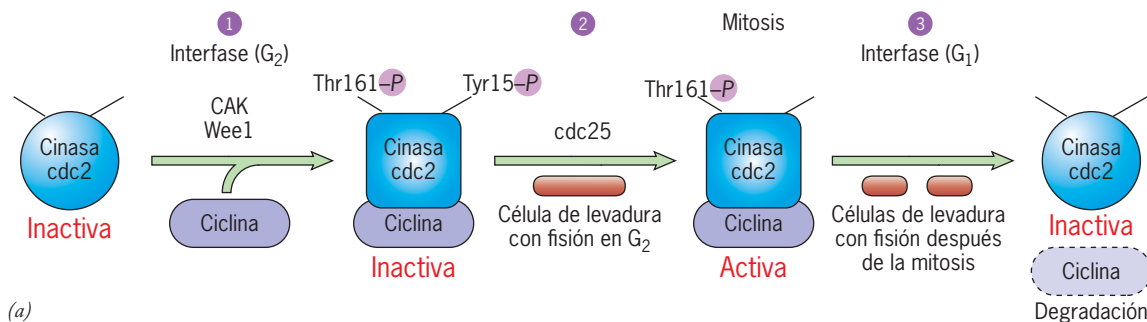 1
Interfase (G2)
2
Mitosis
3
Interfase (G1)
CAK
Wee1
Thr161–P
Tyr15–P
cdc25
Thr161–P
Cinasa
cdc2
Inactiva
Ciclina
Cinasa
cdc2
Ciclina
Inactiva
Célula de levadura
con fisión en G2
Cinasa
cdc2
Ciclina
Activa
Células de levadura
con fisión después
de la mitosis
Cinasa
cdc2
Inactiva
Ciclina
Degradación
(a)